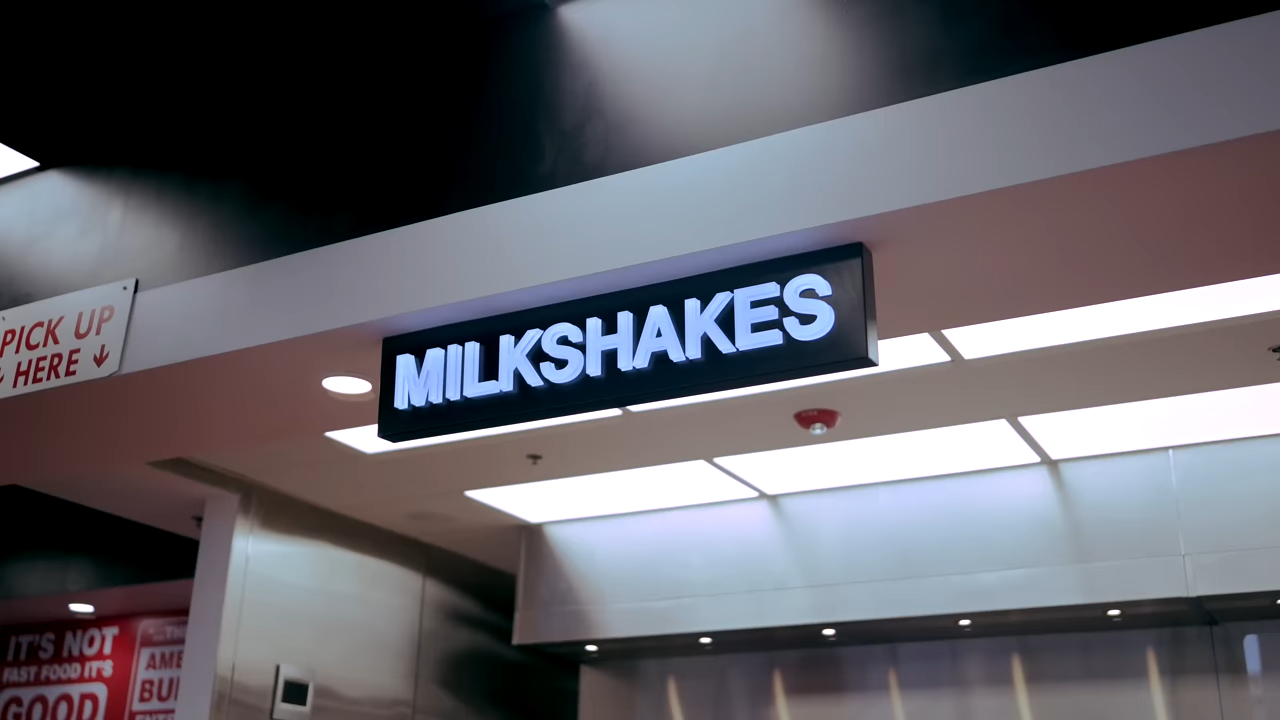 PICK UP
HERE
MILKSHAKES
IT'S NOT
FAST FOOD IT'S
GOOD